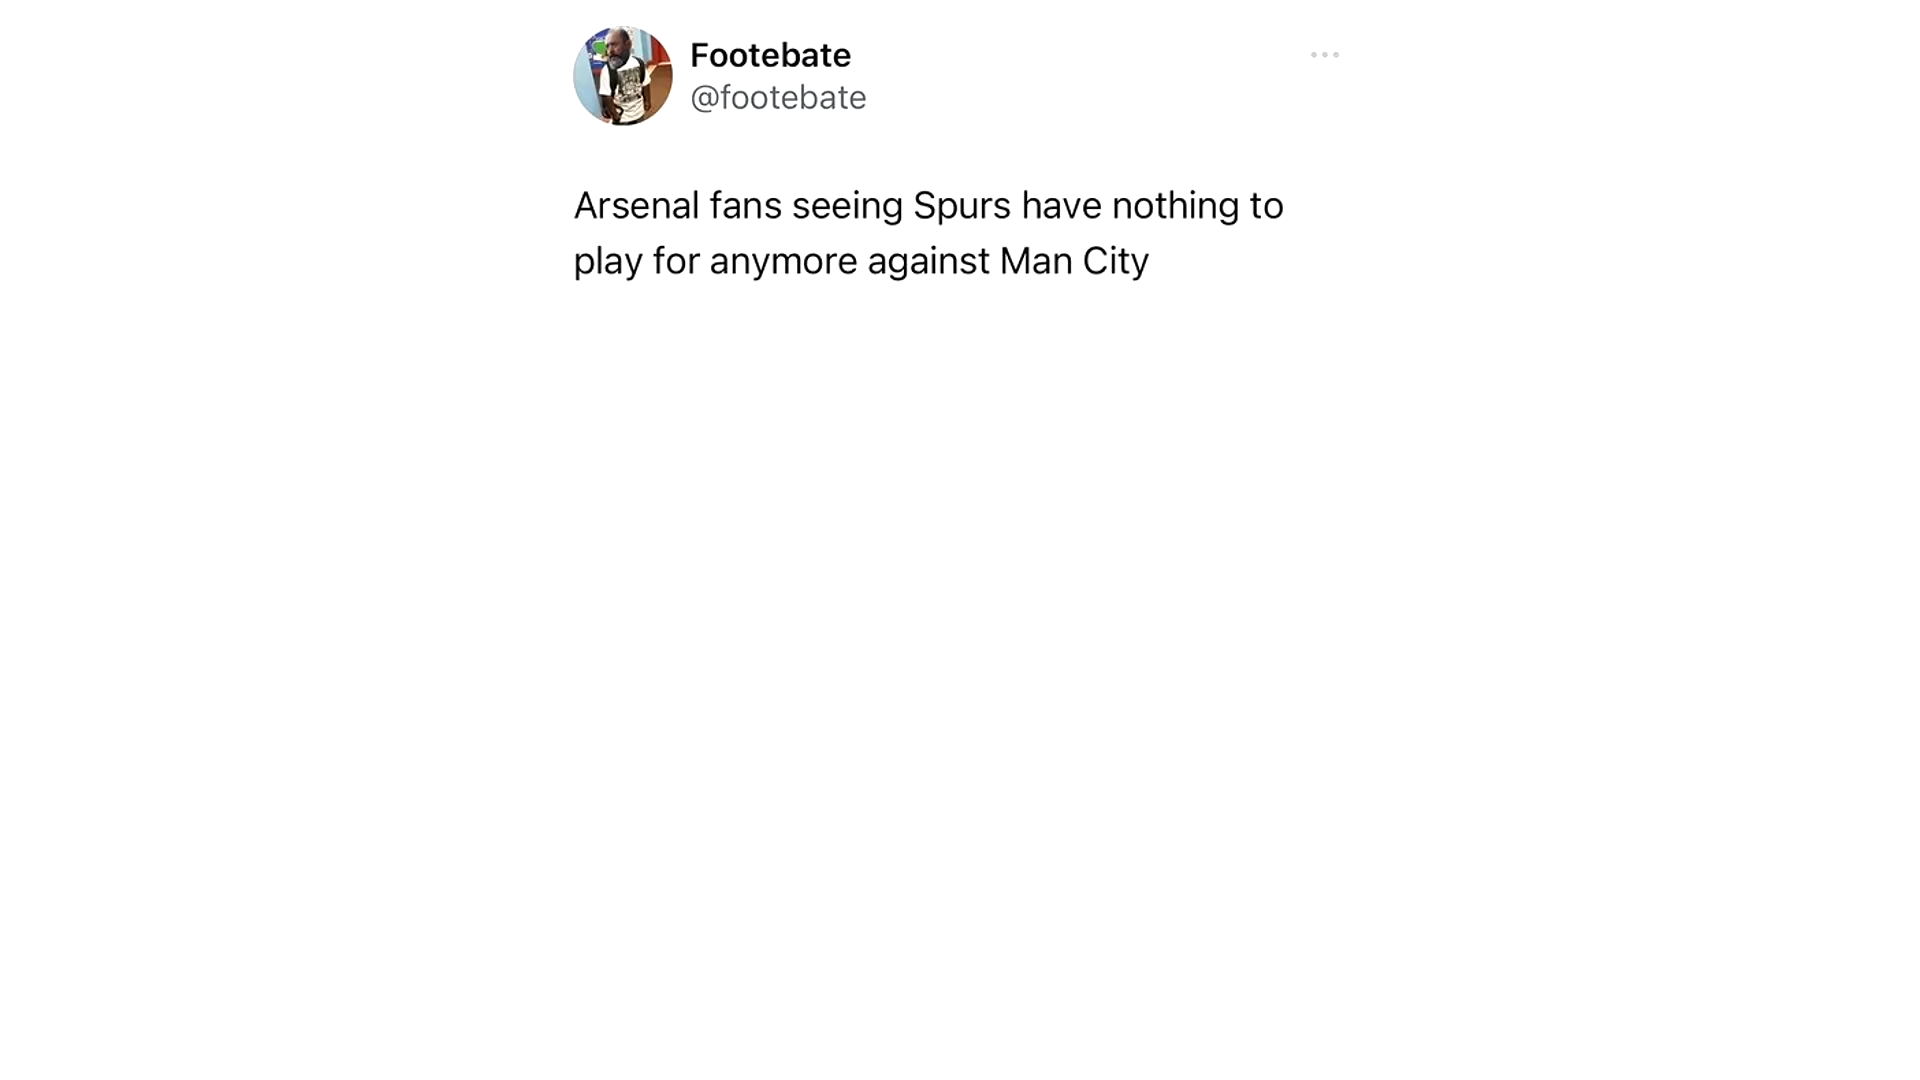 Footebate
@footebate
Arsenal fans seeing Spurs have nothing to
play for anymore against Man City